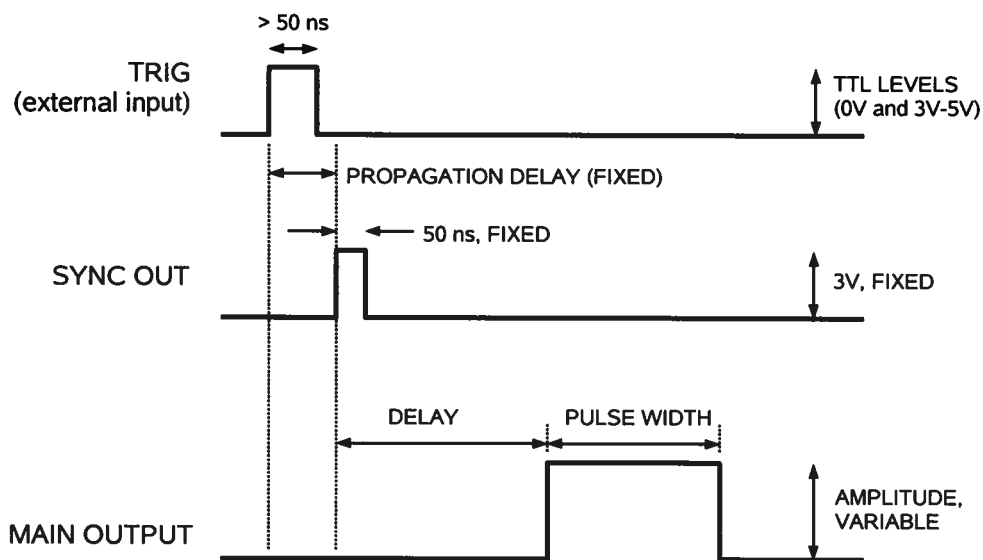 > 50 ns
TRIG
(external input)
TTL LEVELS
(0V and 3V-5V)
PROPAGATION DELAY (FIXED)
50 ns, FIXED
SYNC OUT
3V, FIXED
DELAY
PULSE WIDTH
MAIN OUTPUT
AMPLITUDE,
VARIABLE